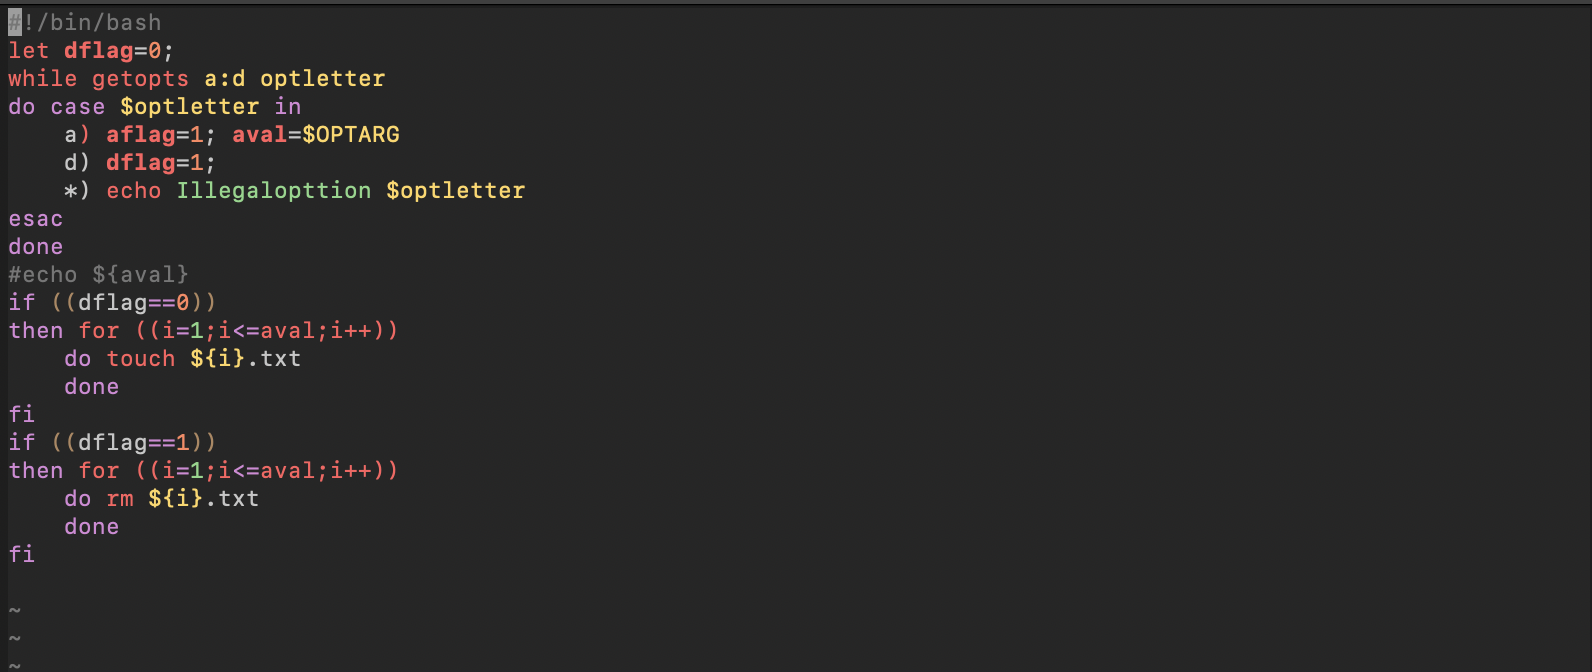 #!/bin/bash
let dflag=0;
while getopts a:d optletter
do case $optletter in
    a) aflag=1; aval=$OPTARG
    d) dflag=1;
    *) echo Illegalopttion $optletter
esac
done
#echo ${aval}
if ((dflag==0))
then for ((i=1;i<=aval;i++))
    do touch ${i}.txt
    done
fi
if ((dflag==1))
then for ((i=1;i<=aval;i++))
    do rm ${i}.txt
    done
fi
~
~
~